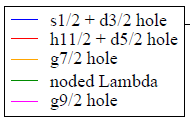 s1/2 + d3/2 hole
h11/2 + d5/2 hole
g7/2 hole
noded Lambda
g9/2 hole